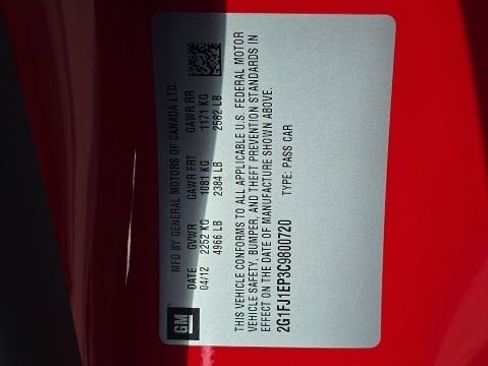 GM
MFD BY GENERAL MOTORS OF CANADA LTD.
DATE GVWR GAWR FRT GAWR RR
04/12 2252 KG 1081 KG 1171 KG
4966 LB 2384 LB 2582 LB
THIS VEHICLE CONFORMS TO ALL APPLICABLE U.S. FEDERAL MOTOR
VEHICLE SAFETY, BUMPER, AND THEFT PREVENTION STANDARDS IN
EFFECT ON THE DATE OF MANUFACTURE SHOWN ABOVE.
2G1FJ1EP3C9800720 TYPE: PASS CAR